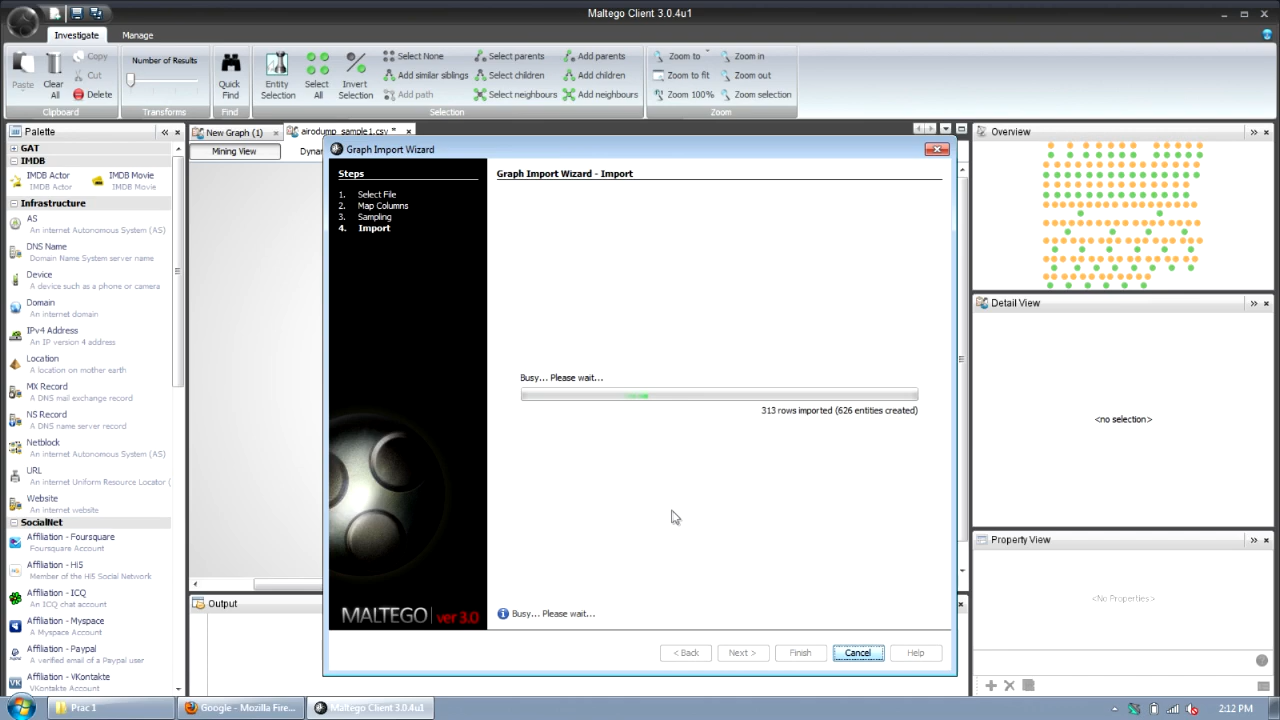 Maltego Client 3.0.4u1
Investigate
Manage
Paste
Clear All
Copy
Cut
Delete
Clipboard
Number of Results
Transforms
Quick Find
Find
Entity Selection
Select All
Invert Selection
Select None
Add similar siblings
Add path
Select parents
Select children
Select neighbours
Add parents
Add children
Add neighbours
Selection
Zoom to
Zoom to fit
Zoom 100%
Zoom in
Zoom out
Zoom selection
Zoom
Palette
GAT
IMDB
IMDB Actor
IMDB Actor
IMDB Movie
IMDB Movie
Infrastructure
AS
An internet Autonomous System (AS)
DNS Name
Domain Name System server name
Device
A device such as a phone or camera
Domain
An internet domain
IPv4 Address
An IP version 4 address
Location
A location on mother earth
MX Record
A DNS mail exchange record
NS Record
A DNS name server record
Netblock
An internet Autonomous System (AS)
URL
An internet Uniform Resource Locator (
Website
An internet website
SocialNet
Affiliation - Foursquare
Foursquare Account
Affiliation - Hi5
Member of the Hi5 Social Network
Affiliation - ICQ
An ICQ chat account
Affiliation - Myspace
A Myspace Account
Affiliation - Paypal
A verified email of a Paypal user
Affiliation - VKontakte
Account
New Graph (1)
airodump_sample1.csv *
Mining View
Dynar
Output
Graph Import Wizard
Steps
1. Select File
2. Map Columns
3. Sampling
4. Import
MALTEGO ver 3.0
Graph Import Wizard - Import
Busy... Please wait...
313 rows imported (626 entities created)
Busy... Please wait...
< Back
Next >
Finish
Cancel
Help
Overview
Detail View
<no selection>
Property View
<No Properties>
Prac 1
Google - Mozilla Fire...
Maltego Client 3.0.4u1
2:12 PM